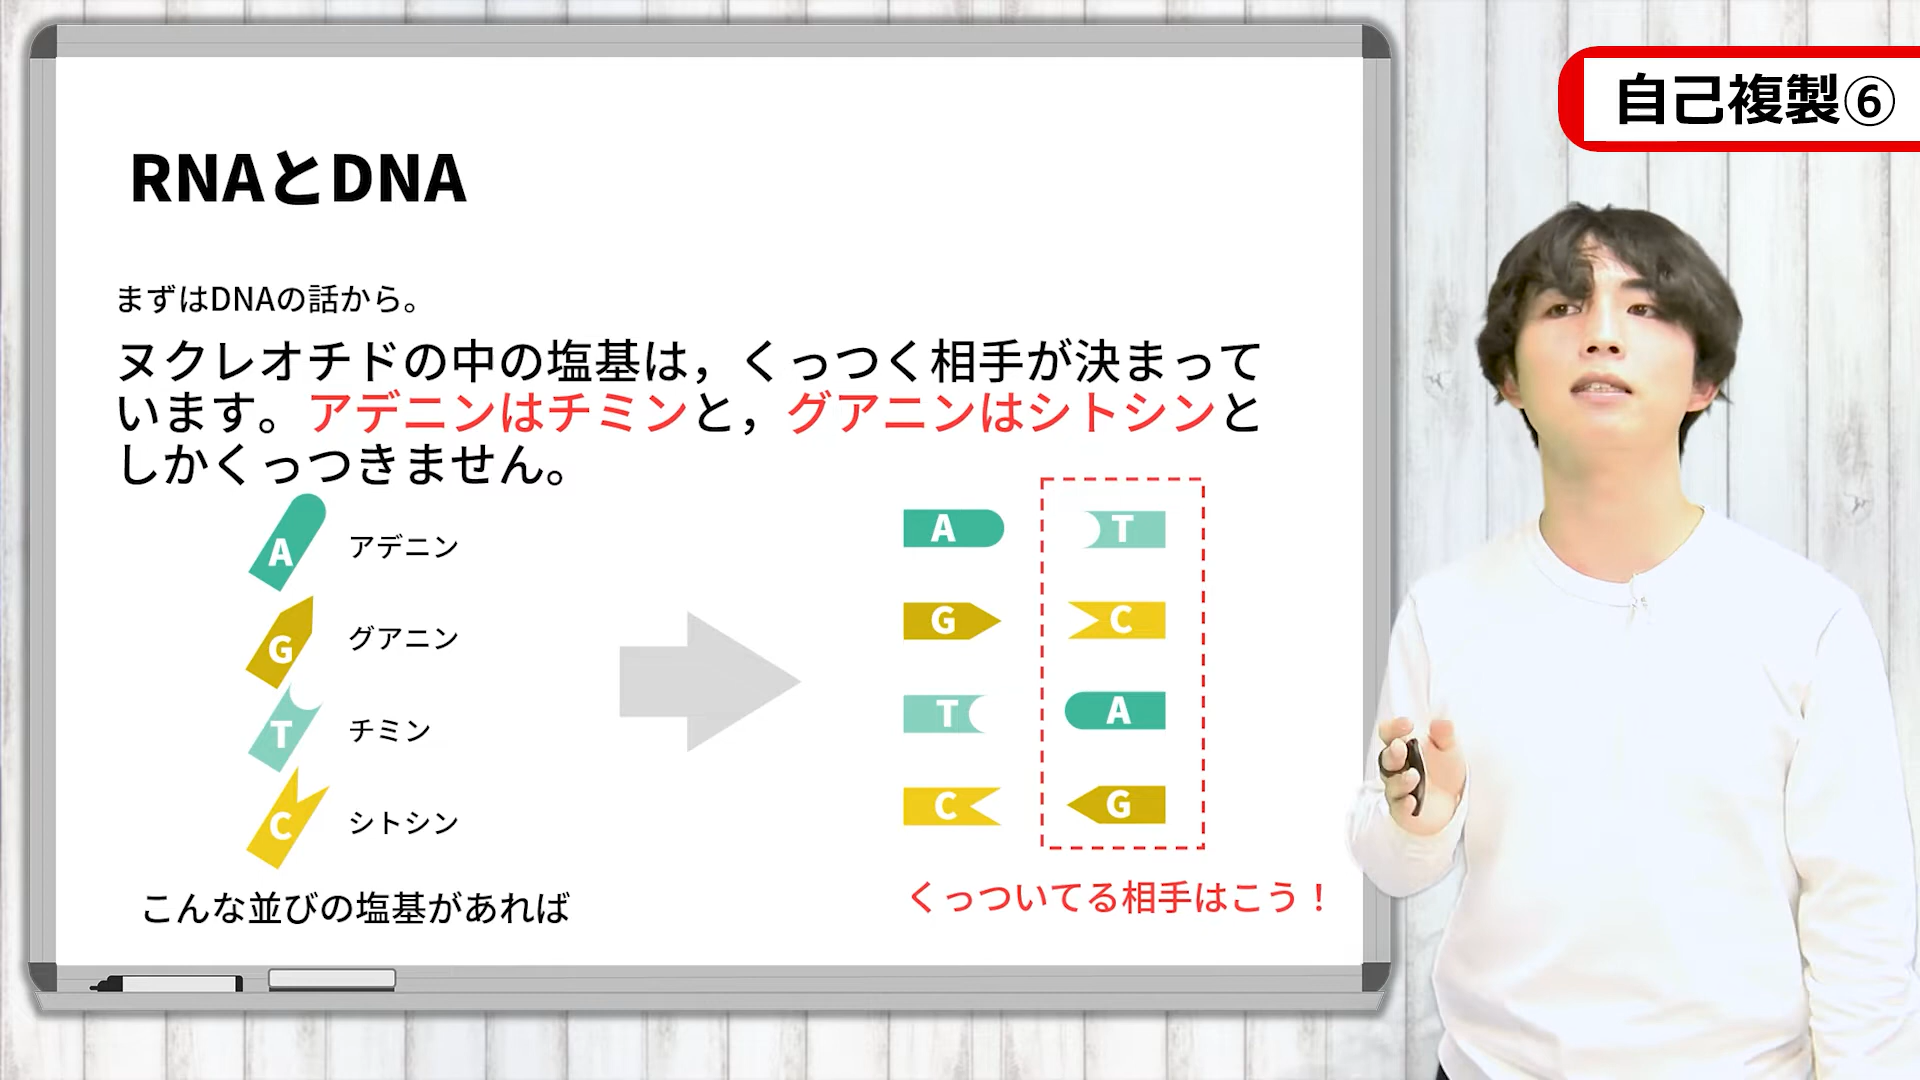 自己複製⑥
RNAとDNA
まずはDNAの話から。
ヌクレオチドの中の塩基は，くっつく相手が決まって
います。アデニンはチミンと，グアニンはシトシンと
しかくっつきません。
A アデニン
G グアニン
T チミン
C シトシン
こんな並びの塩基があれば
A T
G C
T A
C G
くっついてる相手はこう！